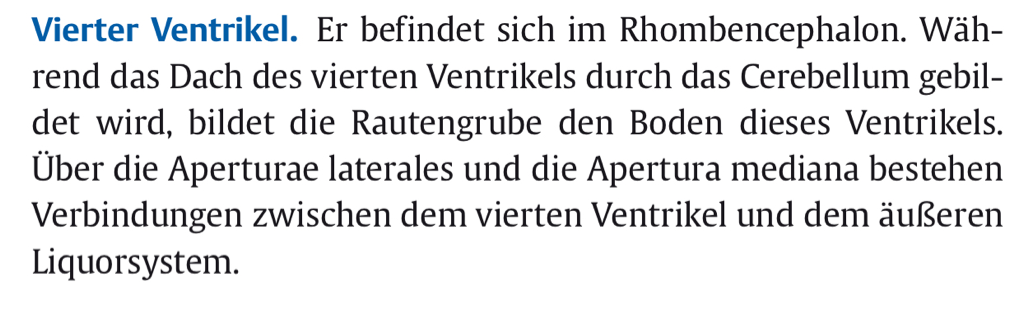 Vierter Ventrikel. Er befindet sich im Rhombencephalon. Wäh-
rend das Dach des vierten Ventrikels durch das Cerebellum gebil-
det wird, bildet die Rautengrube den Boden dieses Ventrikels.
Über die Aperturae laterales und die Apertura mediana bestehen
Verbindungen zwischen dem vierten Ventrikel und dem äußeren
Liquorsystem.